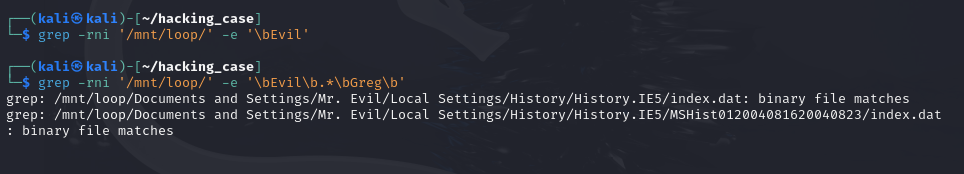 ┌──(kali㉿kali)-[~/hacking_case]
└─$ grep -rni '/mnt/loop/' -e '\bEvil'
┌──(kali㉿kali)-[~/hacking_case]
└─$ grep -rni '/mnt/loop/' -e '\bEvil\b.*\bGreg\b'
grep: /mnt/loop/Documents and Settings/Mr. Evil/Local Settings/History/History.IE5/index.dat: binary file matches
grep: /mnt/loop/Documents and Settings/Mr. Evil/Local Settings/History/History.IE5/MSHist012004081620040823/index.dat
: binary file matches